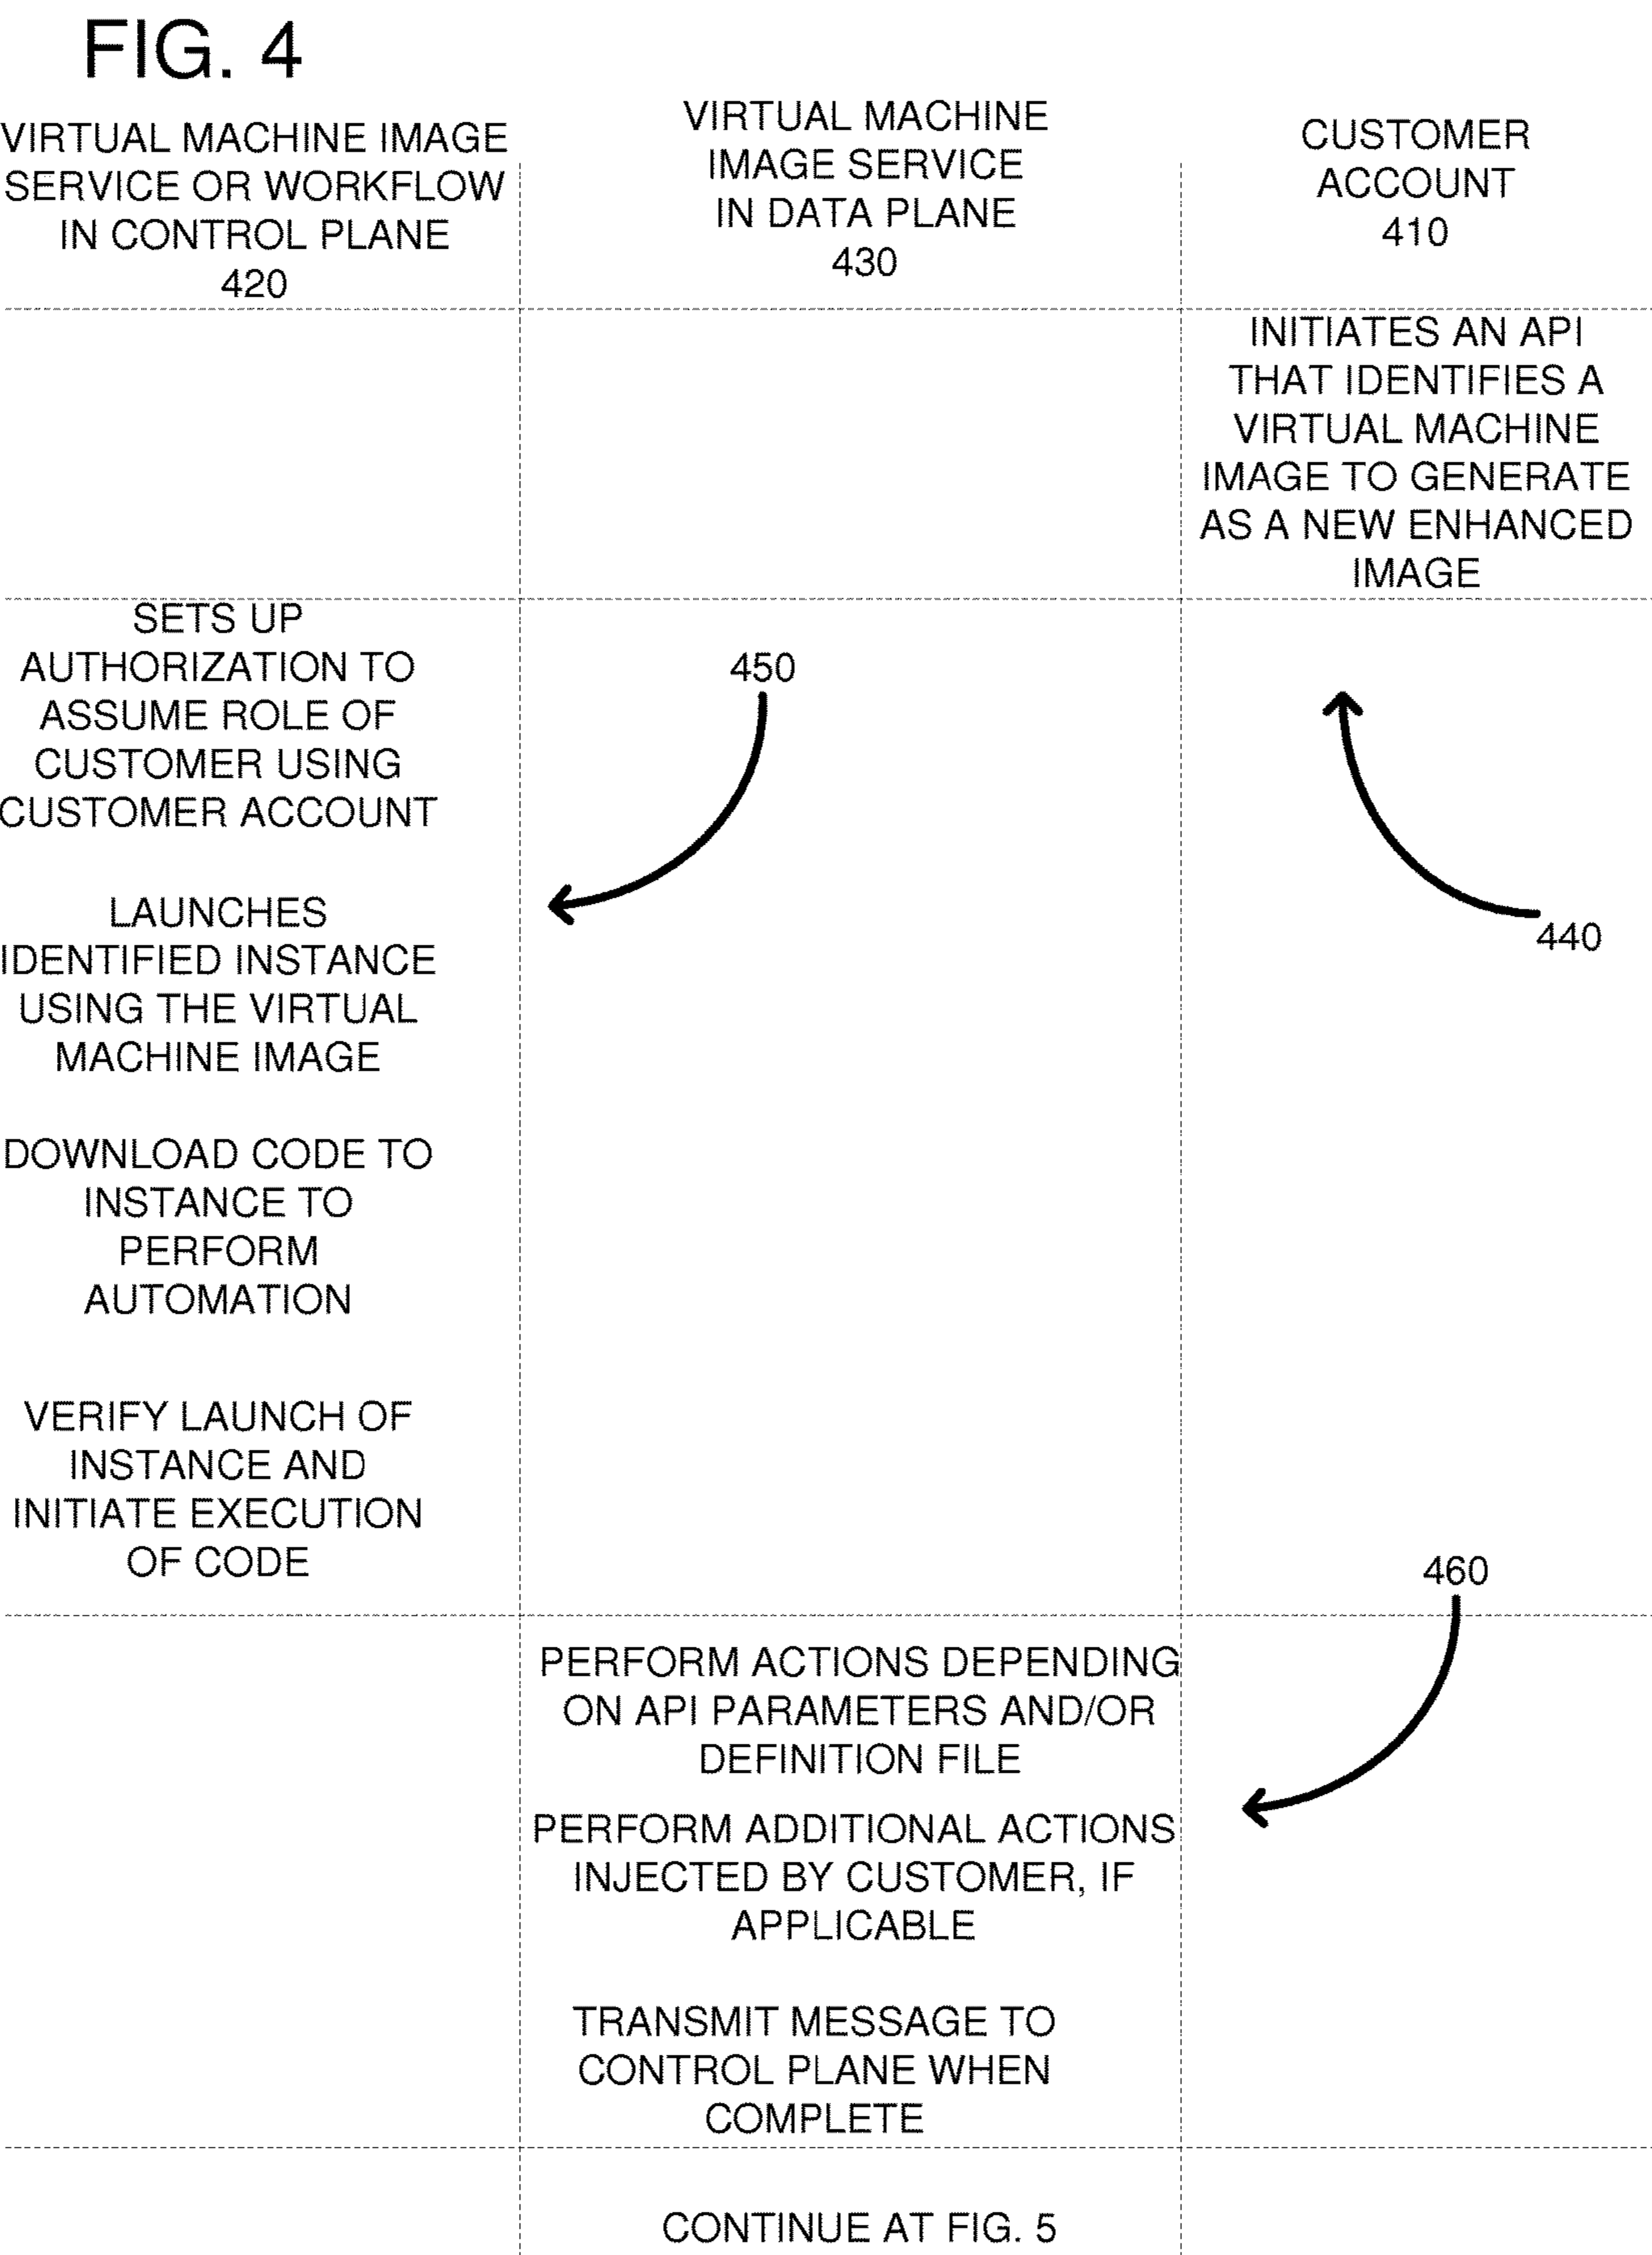 FIG. 4
VIRTUAL MACHINE IMAGE
SERVICE OR WORKFLOW
IN CONTROL PLANE
420
VIRTUAL MACHINE
IMAGE SERVICE
IN DATA PLANE
430
CUSTOMER
ACCOUNT
410
INITIATES AN API
THAT IDENTIFIES A
VIRTUAL MACHINE
IMAGE TO GENERATE
AS A NEW ENHANCED
IMAGE
SETS UP
AUTHORIZATION TO
ASSUME ROLE OF
CUSTOMER USING
CUSTOMER ACCOUNT
LAUNCHES
IDENTIFIED INSTANCE
USING THE VIRTUAL
MACHINE IMAGE
DOWNLOAD CODE TO
INSTANCE TO
PERFORM
AUTOMATION
VERIFY LAUNCH OF
INSTANCE AND
INITIATE EXECUTION
OF CODE
450
440
460
PERFORM ACTIONS DEPENDING
ON API PARAMETERS AND/OR
DEFINITION FILE
PERFORM ADDITIONAL ACTIONS
INJECTED BY CUSTOMER, IF
APPLICABLE
TRANSMIT MESSAGE TO
CONTROL PLANE WHEN
COMPLETE
CONTINUE AT FIG. 5